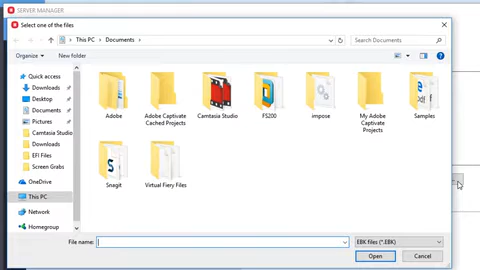 SERVER MANAGER
Select one of the files
This PC
Documents
Search Documents
Organize
New folder
Quick access
Downloads
Desktop
Documents
Pictures
Camtasia Studio
Downloads
EFI Files
Screen Grabs
OneDrive
This PC
Network
Homegroup
Adobe
Adobe Captivate
Cached Projects
Camtasia Studio
FS200
impose
My Adobe
Captivate
Projects
Samples
Snagit
Virtual Fiery Files
File name:
EBK files (*.EBK)
Open
Cancel